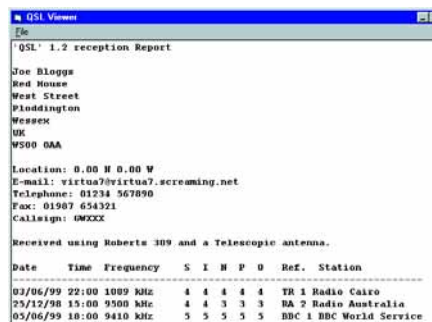 QSL Viewer
File
'QSL' 1.2 reception Report
Joe Bloggs
Red House
West Street
Ploddington
Wessex
UK
WS00 0AA
Location: 0.00 N 0.00 W
E-mail: virtua7@virtua7.screaming.net
Telephone: 01234 567890
Fax: 01987 654321
Callsign: GWXXX
Received using Roberts 309 and a Telescopic antenna.
Date Time Frequency S I N P O Ref. Station
03/06/99 22:00 1089 kHz 4 4 4 4 4 TR 1 Radio Cairo
25/12/98 15:00 9500 kHz 4 4 3 3 3 RA 2 Radio Australia
05/06/99 18:00 9410 kHz 5 5 5 5 5 BBC 1 BBC World Service